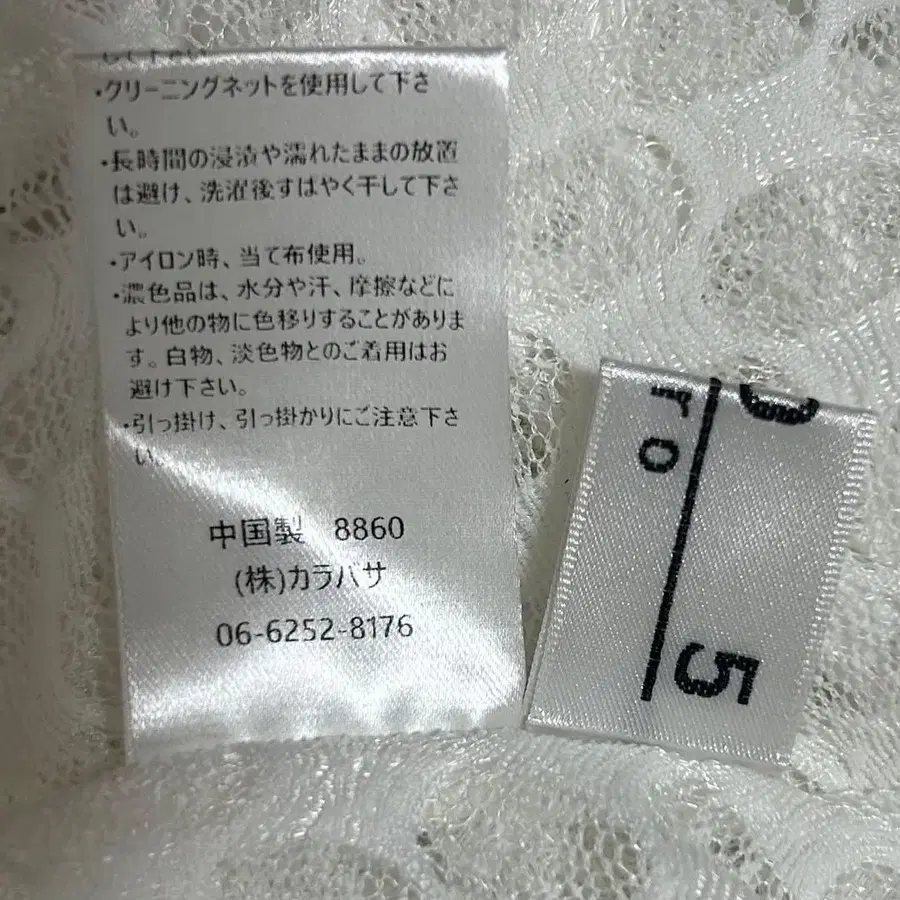 ・クリーニングネットを使用して下さ
い。
・長時間の浸漬や濡れたままの放置
は避け、洗濯後すばやく干して下さ
い。
・アイロン時、当て布使用。
・濃色品は、水分や汗、摩擦などに
より他の物に色移りすることがありま
す。白物、淡色物とのご着用はお
避け下さい。
・引っ掛け、引っ掛かりにご注意下さ
い。
中国製 8860
(株)カラハサ
06-6252-8176
ro
5